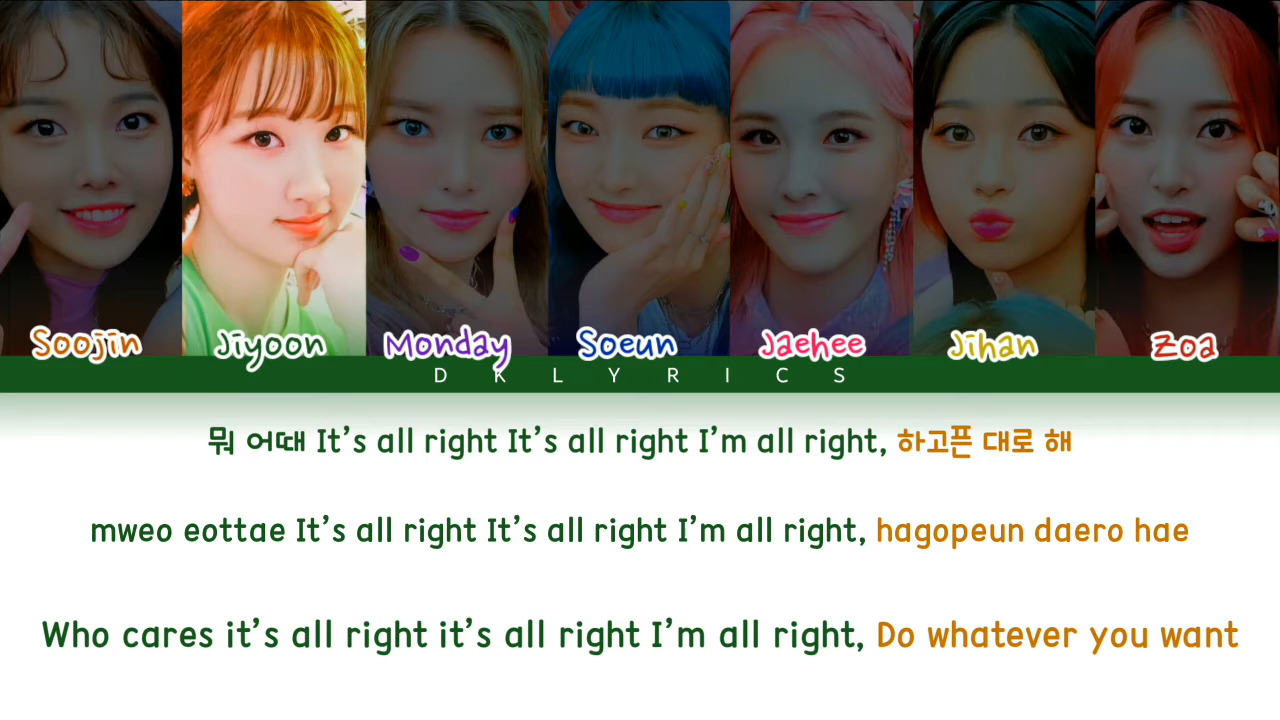 Soojin Jiyoon Monday Soeun Jaehee Jihan Zoa
D K L Y R I C S
뭐 어때 It's all right It's all right I'm all right, 하고픈 대로 해
mweo eottae It's all right It's all right I'm all right, hagopeun daero hae
Who cares it's all right it's all right I'm all right, Do whatever you want